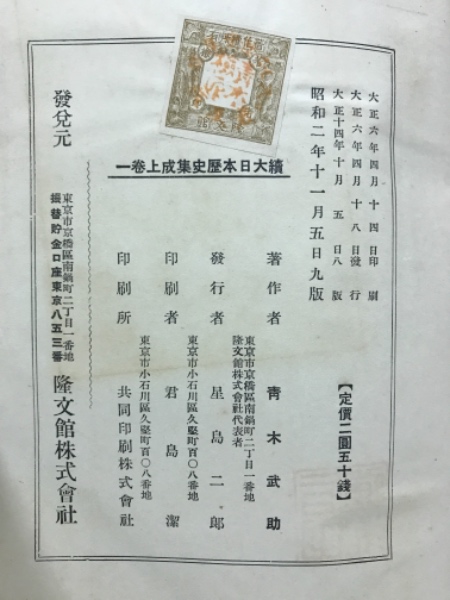 大正六年四月十四日印刷
大正六年四月十八日發行
大正十四年十月五日八版
昭和二年十一月五日九版
【定價二圓五十錢】
續大日本歴史集成上卷一
著作者 青木武助
東京市京橋區南鍋町二丁目一番地
隆文館株式會社代表者
發行者 星島二郎
東京市小石川區久堅町百〇八番地
印刷者 君島潔
東京市小石川區久堅町百〇八番地
印刷所 共同印刷株式會社
發兌元
東京市京橋區南鍋町二丁目一番地
振替貯金口座東京八五三番
隆文館株式會社